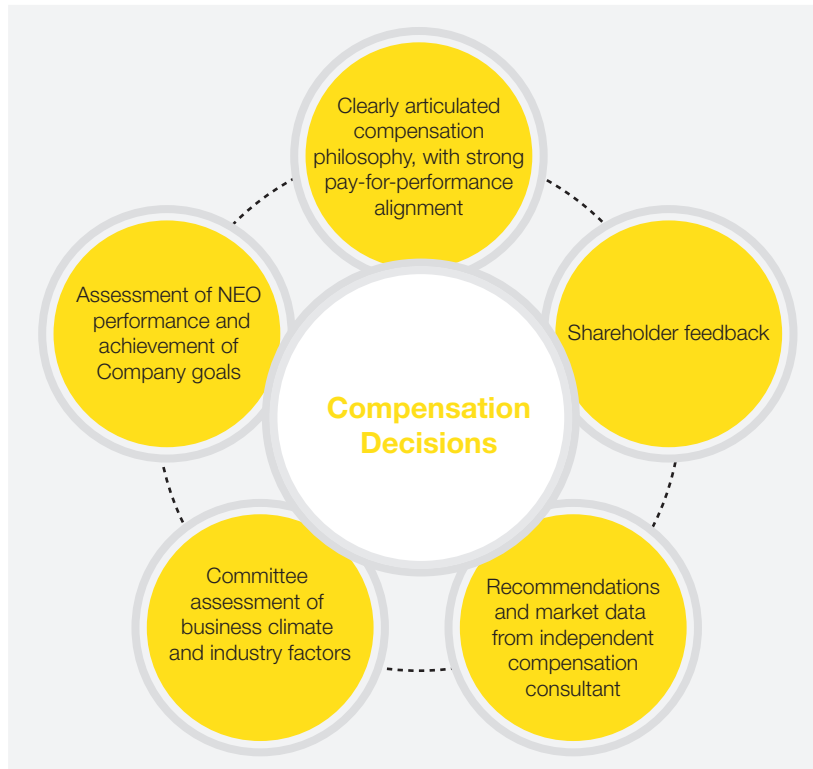 Clearly articulated
compensation
philosophy, with strong
pay-for-performance
alignment
Shareholder feedback
Recommendations
and market data
from independent
compensation
consultant
Committee
assessment of
business climate
and industry factors
Assessment of NEO
performance and
achievement of
Company goals
Compensation
Decisions